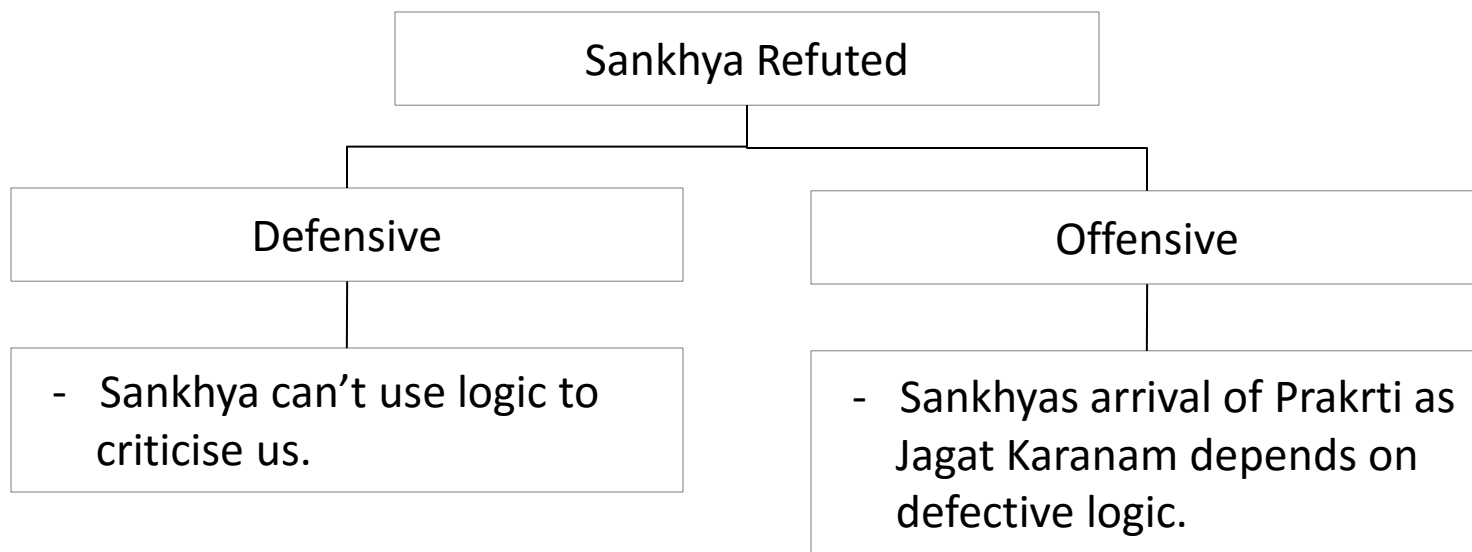 Sankhya Refuted
Defensive
Offensive
- Sankhya can’t use logic to
criticise us.
- Sankhyas arrival of Prakrti as
Jagat Karanam depends on
defective logic.